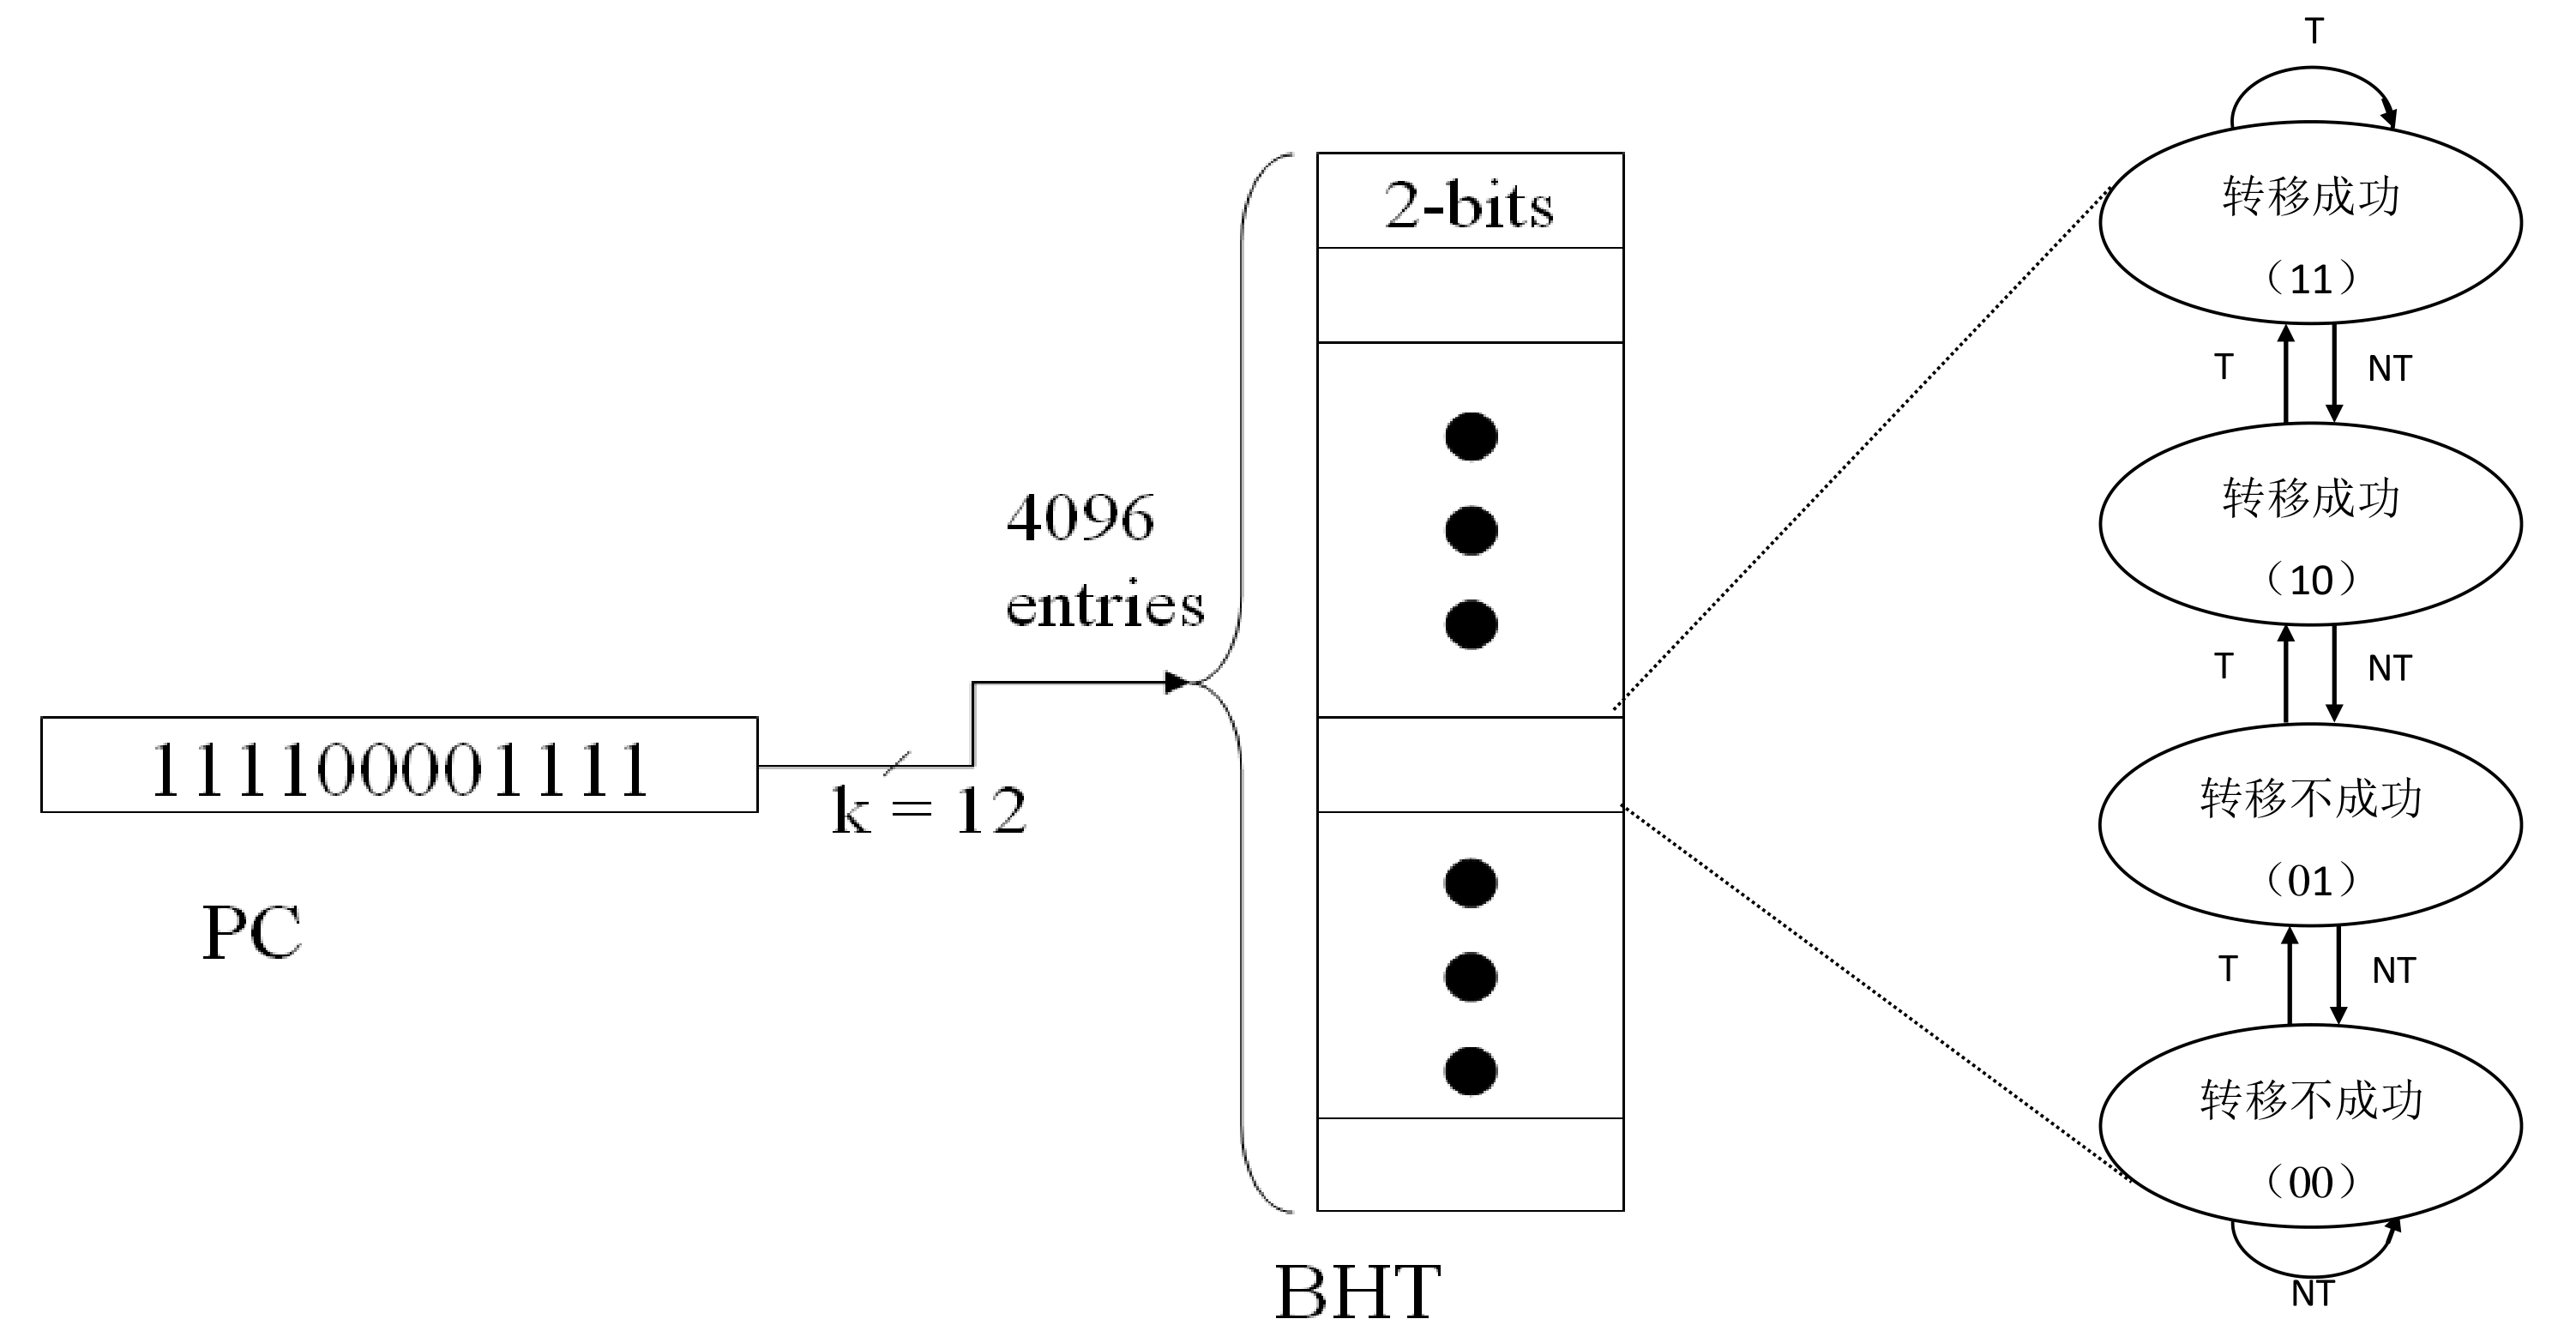 111100001111
PC
k = 12
4096
entries
2-bits
BHT
T
转移成功
（11）
T
NT
转移成功
（10）
T
NT
转移不成功
（01）
T
NT
转移不成功
（00）
NT